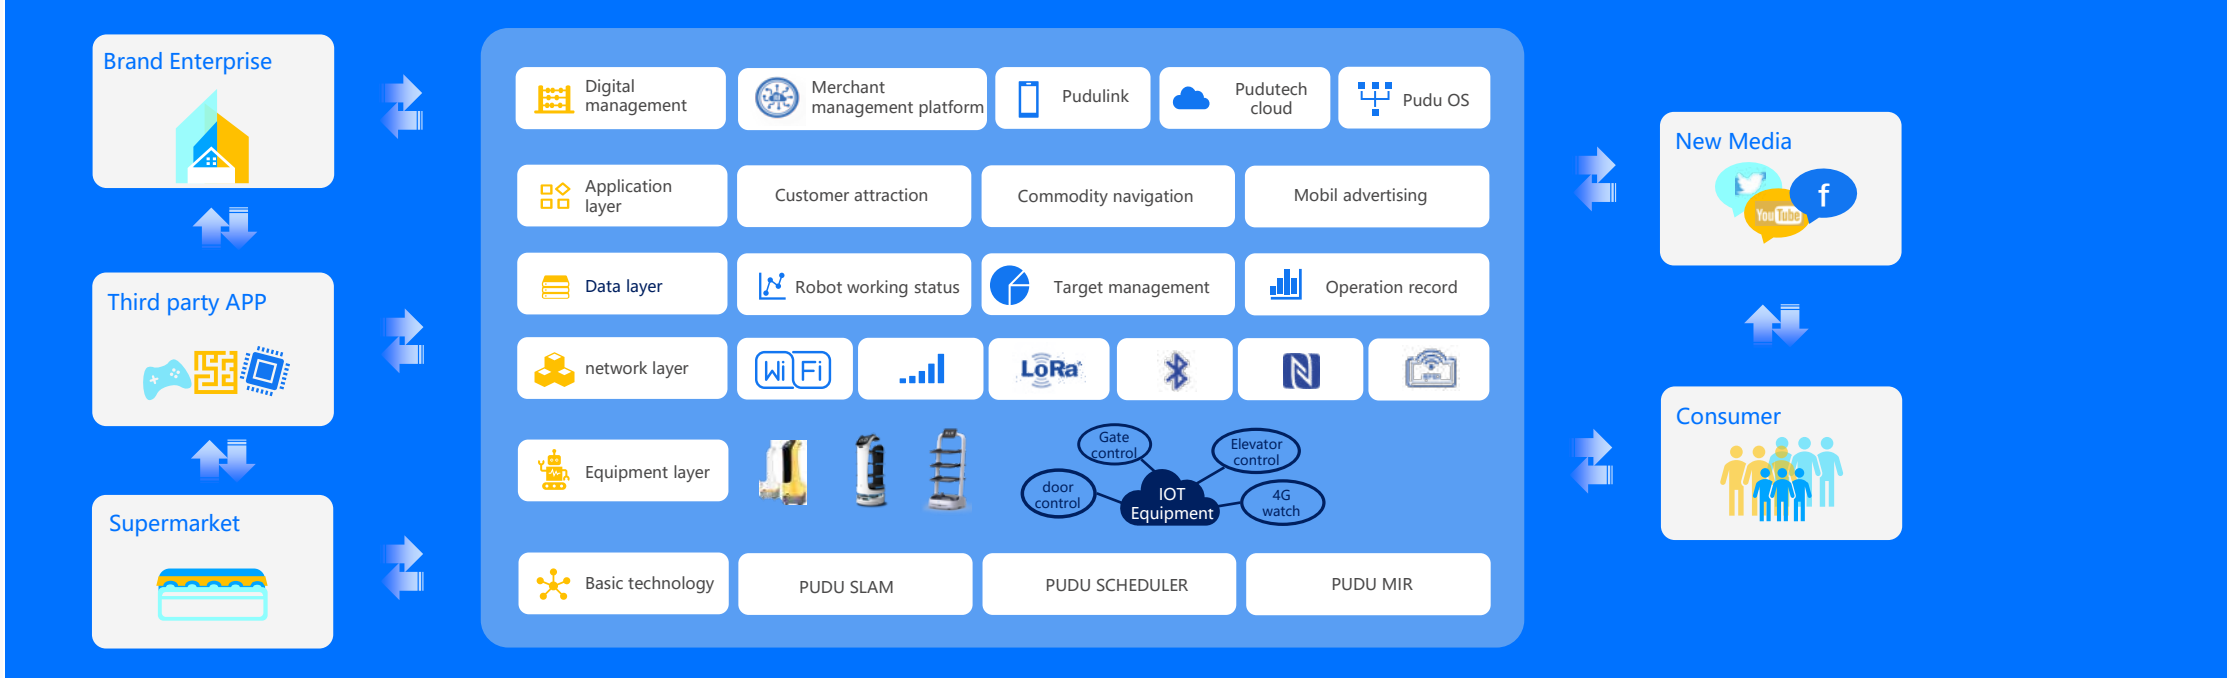 Brand Enterprise
Third party APP
Supermarket
Digital
management
Merchant
management platform
Pudulink
Pudutech
cloud
Pudu OS
Application
layer
Customer attraction
Commodity navigation
Mobil advertising
Data layer
Robot working status
Target management
Operation record
network layer
Wi Fi
LoRa
Equipment layer
Gate
control
Elevator
control
door
control
IOT
Equipment
4G
watch
Basic technology
PUDU SLAM
PUDU SCHEDULER
PUDU MIR
New Media
f
YouTube
Consumer